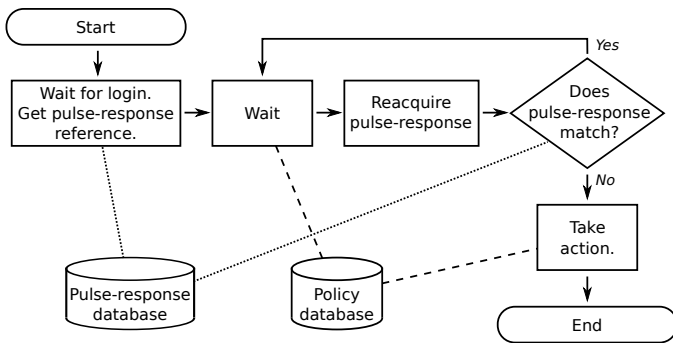 Start
Wait for login.
Get pulse-response
reference.
Wait
Reacquire
pulse-response
Does
pulse-response
match?
Yes
No
Take
action.
Pulse-response
database
Policy
database
End